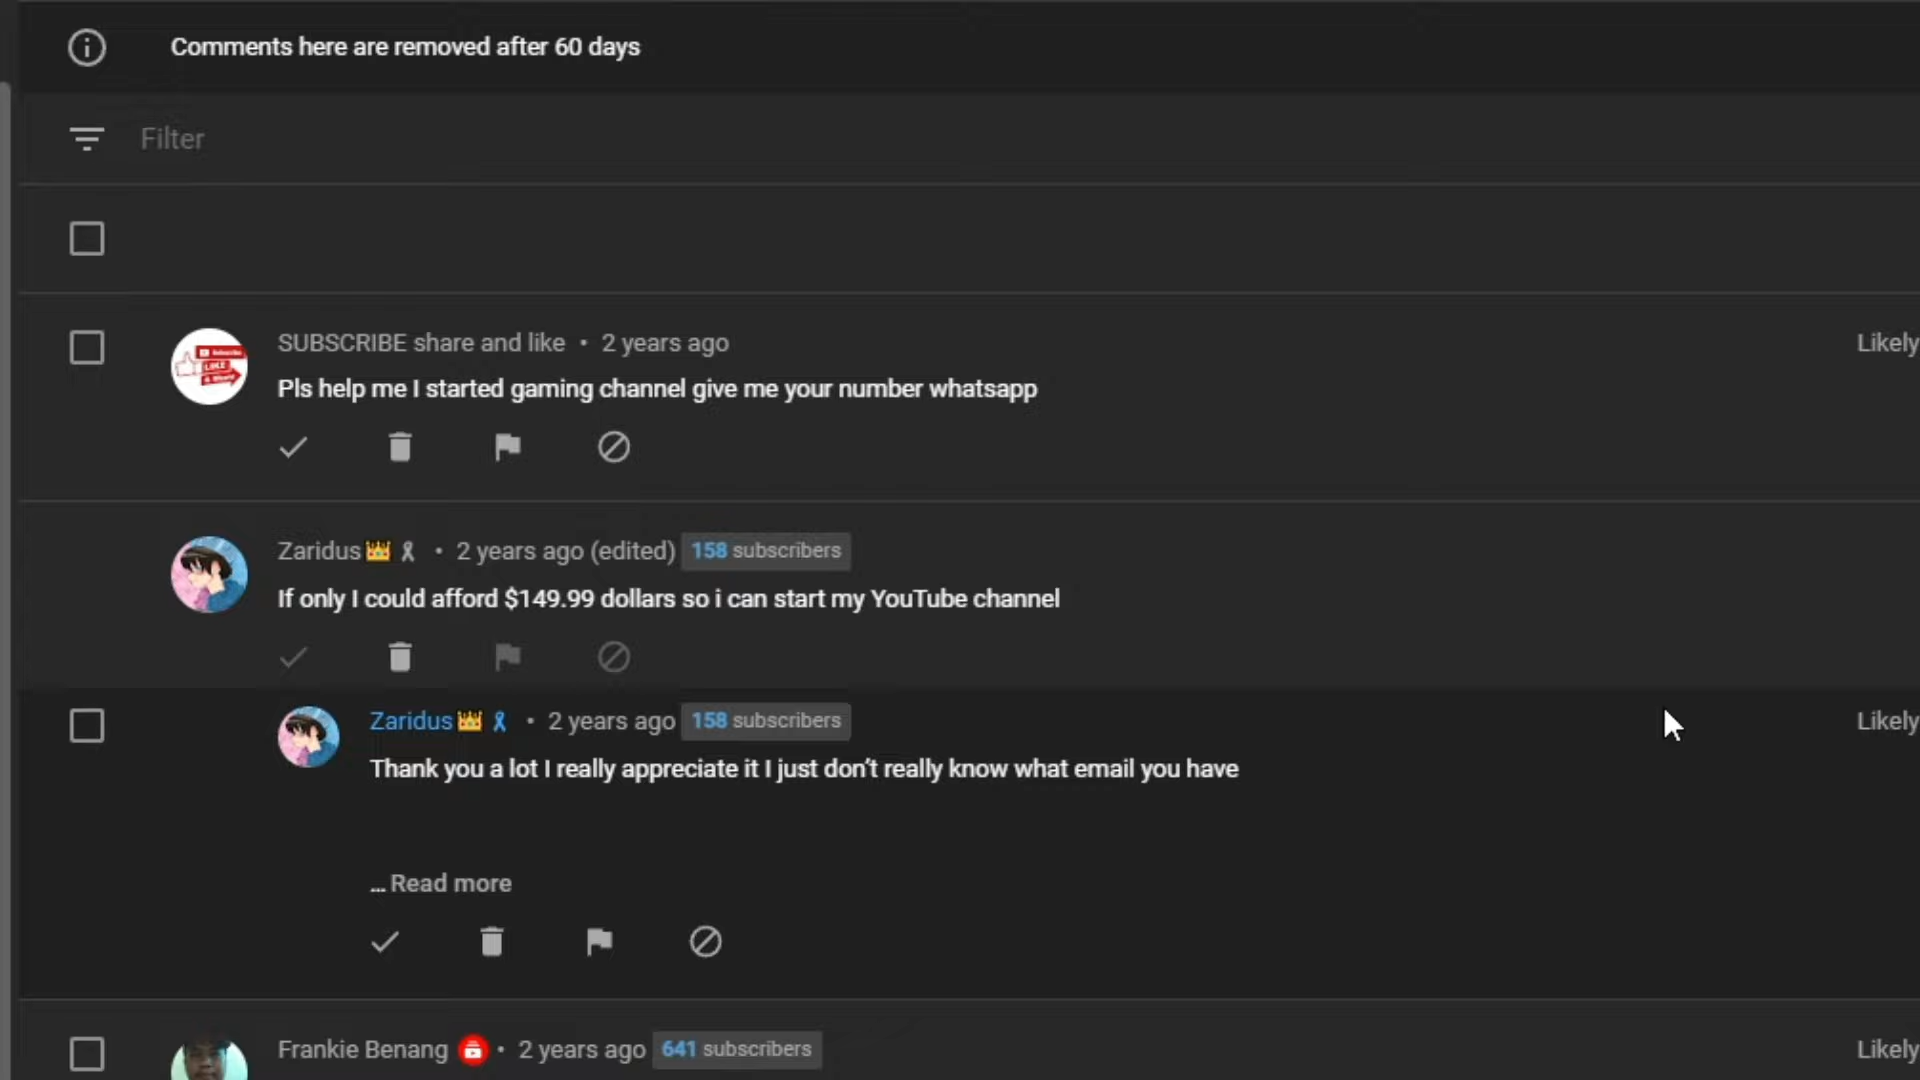 Comments here are removed after 60 days
Filter
SUBSCRIBE share and like • 2 years ago
Likely
Pls help me I started gaming channel give me your number whatsapp
Zaridus👑🎗 • 2 years ago (edited) 158 subscribers
If only I could afford $149.99 dollars so i can start my YouTube channel
Zaridus👑🎗 • 2 years ago 158 subscribers
Likely
Thank you a lot I really appreciate it I just don't really know what email you have
... Read more
Frankie Benang • 2 years ago 641 subscribers
Likely